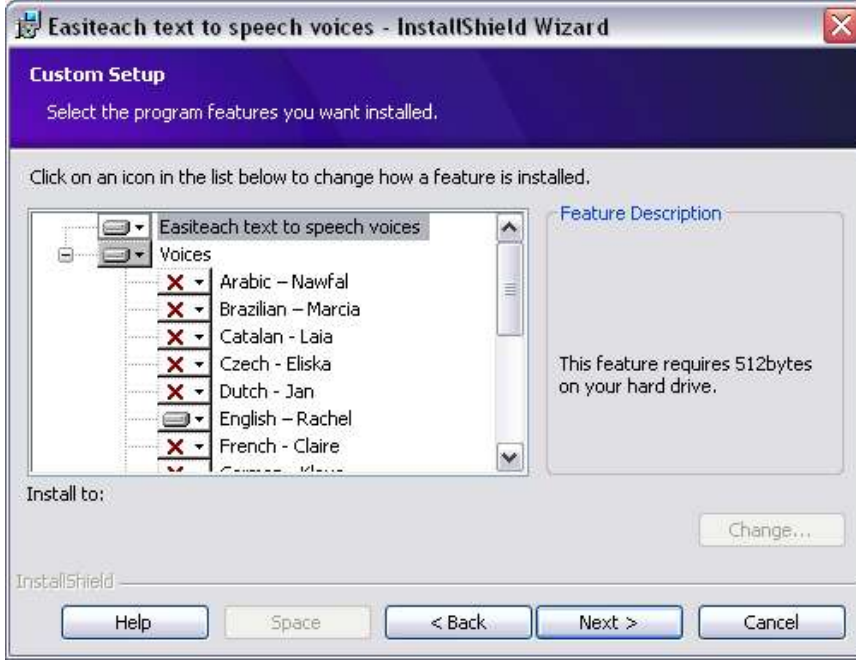 Easiteach text to speech voices - InstallShield Wizard
Custom Setup
Select the program features you want installed.
Click on an icon in the list below to change how a feature is installed.
Easiteach text to speech voices
Voices
Arabic – Nawfal
Brazilian – Marcia
Catalan - Laia
Czech - Eliska
Dutch - Jan
English – Rachel
French - Claire
Feature Description
This feature requires 512bytes
on your hard drive.
Install to:
Change...
InstallShield
Help
Space
< Back
Next >
Cancel